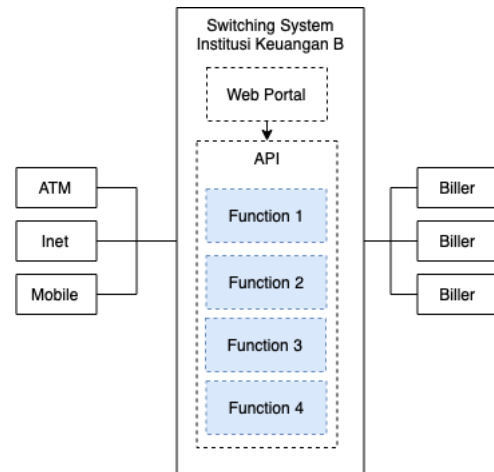 Switching System
Institusi Keuangan B
Web Portal
API
ATM
Inet
Mobile
Function 1
Function 2
Function 3
Function 4
Biller
Biller
Biller